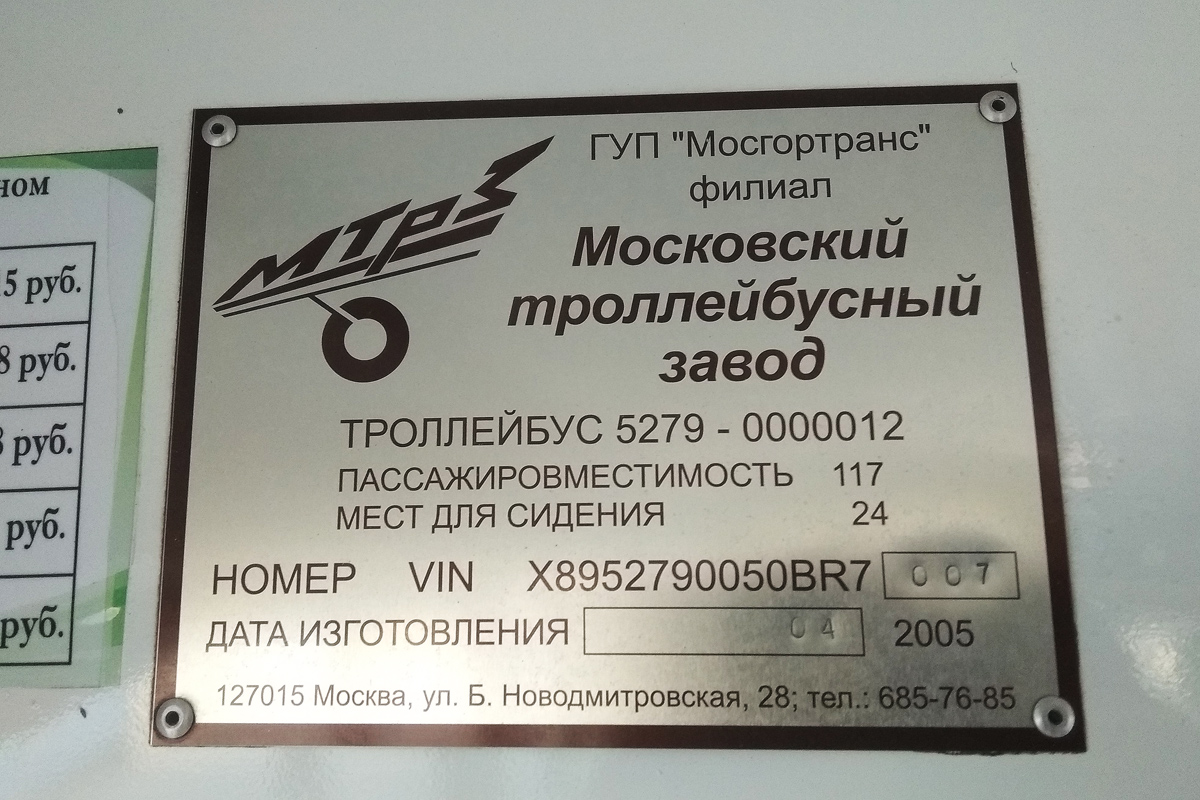 МТРЗ
ГУП "Мосгортранс"
филиал
Московский
троллейбусный
завод
ТРОЛЛЕЙБУС 5279 - 0000012
ПАССАЖИРОВМЕСТИМОСТЬ 117
МЕСТ ДЛЯ СИДЕНИЯ 24
НОМЕР VIN X8952790050BR7 007
ДАТА ИЗГОТОВЛЕНИЯ 04 2005
127015 Москва, ул. Б. Новодмитровская, 28; тел.: 685-76-85
5 руб.
8 руб.
руб.
руб.
руб.